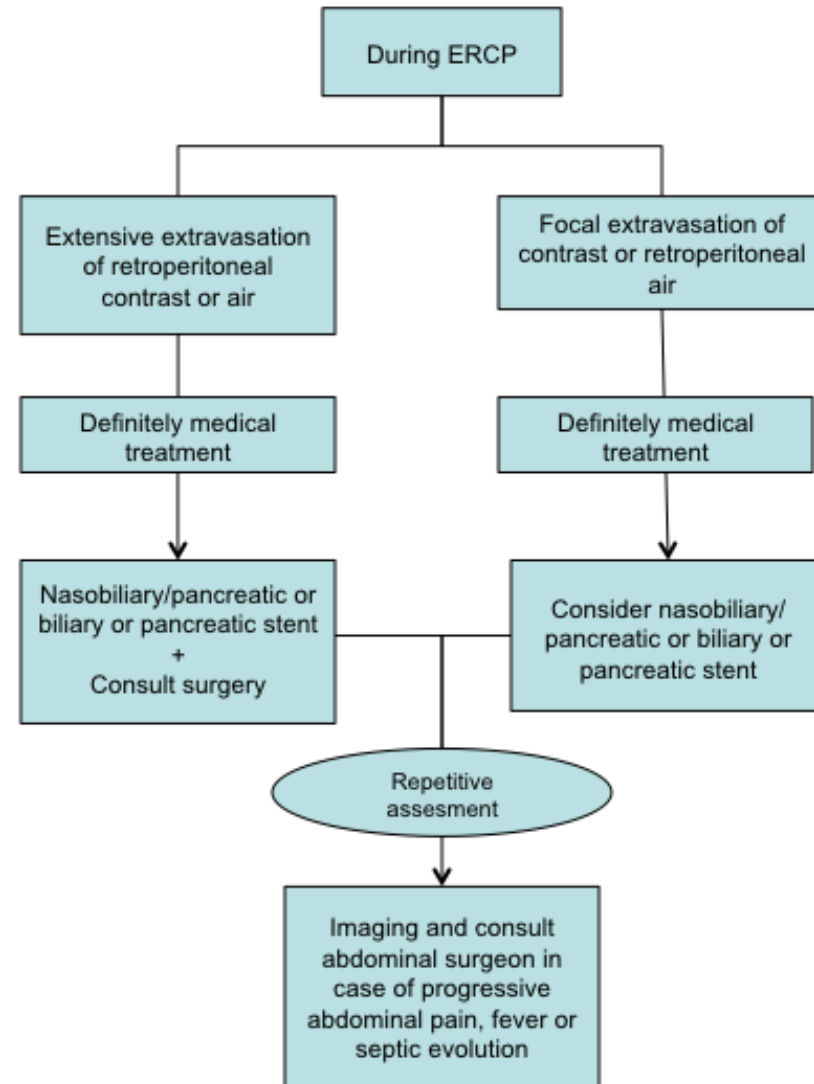 During ERCP
Extensive extravasation
of retroperitoneal
contrast or air
Focal extravasation of
contrast or retroperitoneal
air
Definitely medical
treatment
Definitely medical
treatment
Nasobiliary/pancreatic or
biliary or pancreatic stent
+
Consult surgery
Consider nasobiliary/
pancreatic or biliary or
pancreatic stent
Repetitive
assesment
Imaging and consult
abdominal surgeon in
case of progressive
abdominal pain, fever or
septic evolution